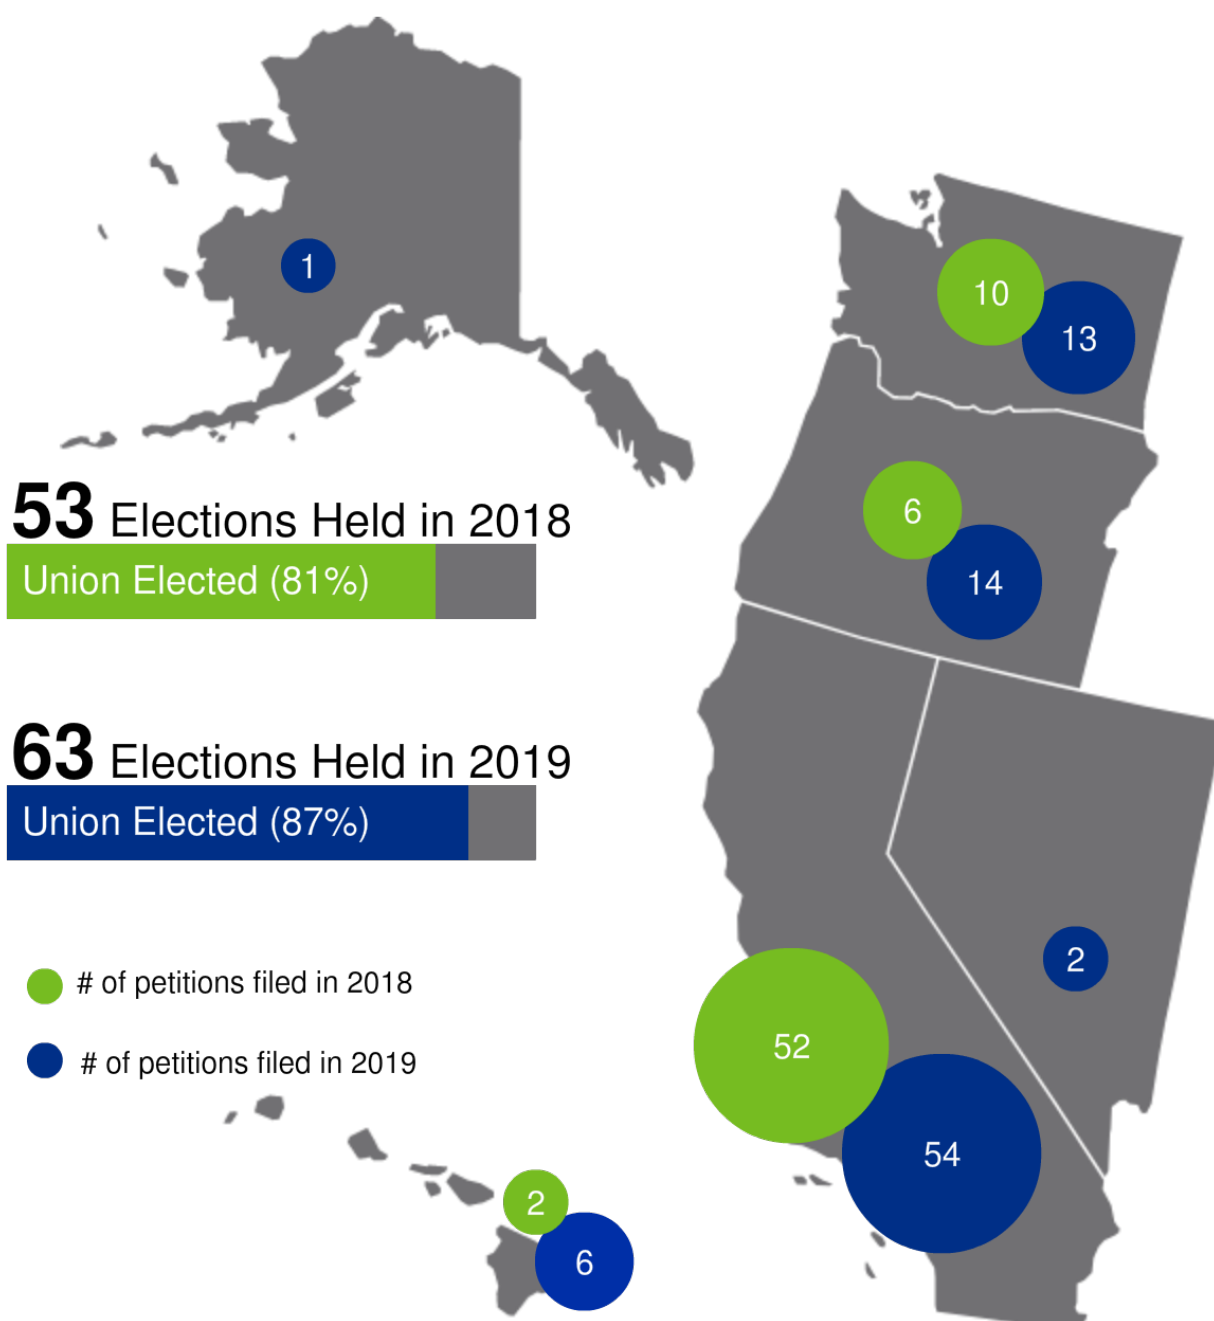 1
10
13
53 Elections Held in 2018
6
Union Elected (81%)
14
63 Elections Held in 2019
Union Elected (87%)
2
# of petitions filed in 2018
52
# of petitions filed in 2019
54
2
6